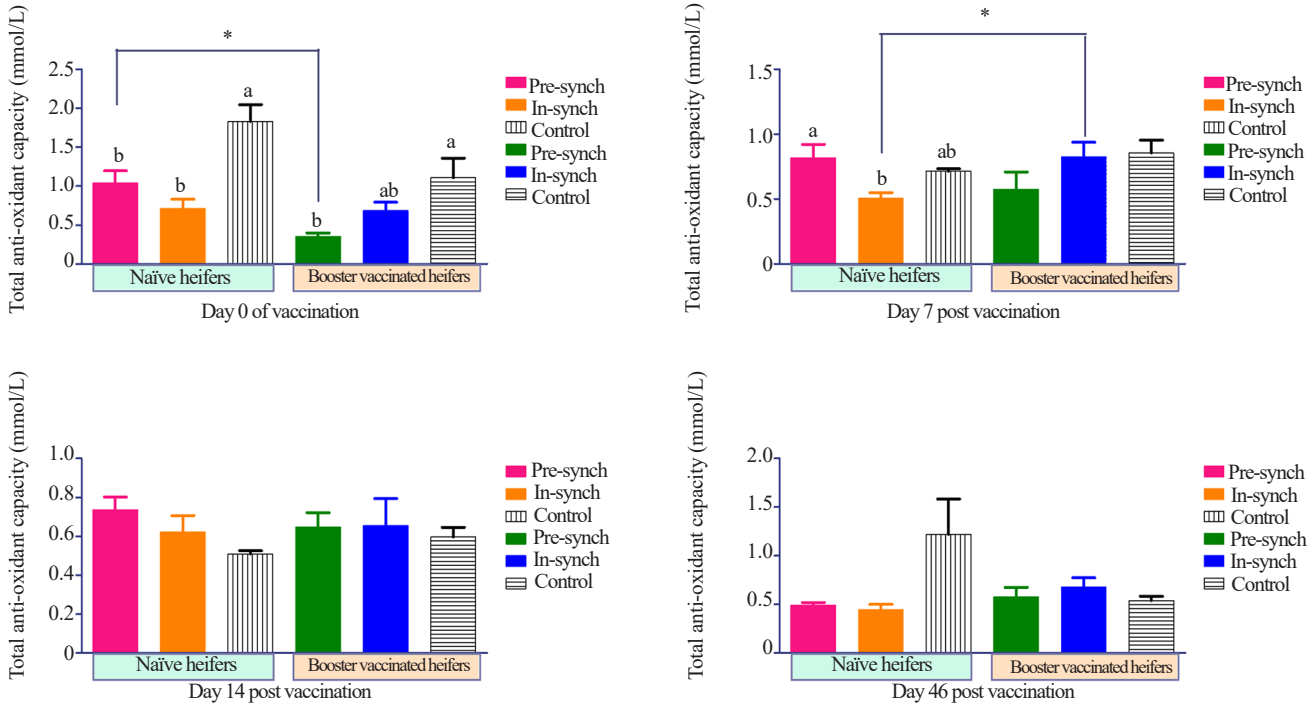 *
Total anti-oxidant capacity (mmol/L)
2.5
2.0
1.5
1.0
0.5
0
b
b
a
b
ab
a
Pre-synch
In-synch
Control
Pre-synch
In-synch
Control
Naïve heifers
Booster vaccinated heifers
Day 0 of vaccination
*
Total anti-oxidant capacity (mmol/L)
1.5
1.0
0.5
0
a
b
ab
Pre-synch
In-synch
Control
Pre-synch
In-synch
Control
Naïve heifers
Booster vaccinated heifers
Day 7 post vaccination
Total anti-oxidant capacity (mmol/L)
1.0
0.8
0.6
0.4
0.2
0
Pre-synch
In-synch
Control
Pre-synch
In-synch
Control
Naïve heifers
Booster vaccinated heifers
Day 14 post vaccination
Total anti-oxidant capacity (mmol/L)
2.0
1.5
1.0
0.5
0
Pre-synch
In-synch
Control
Pre-synch
In-synch
Control
Naïve heifers
Booster vaccinated heifers
Day 46 post vaccination